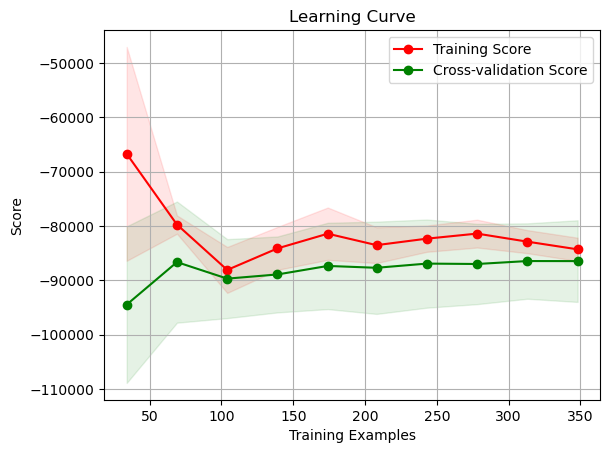 Learning Curve
Training Score
Cross-validation Score
−50000
−60000
−70000
−80000
−90000
−100000
−110000
Score
50 100 150 200 250 300 350
Training Examples